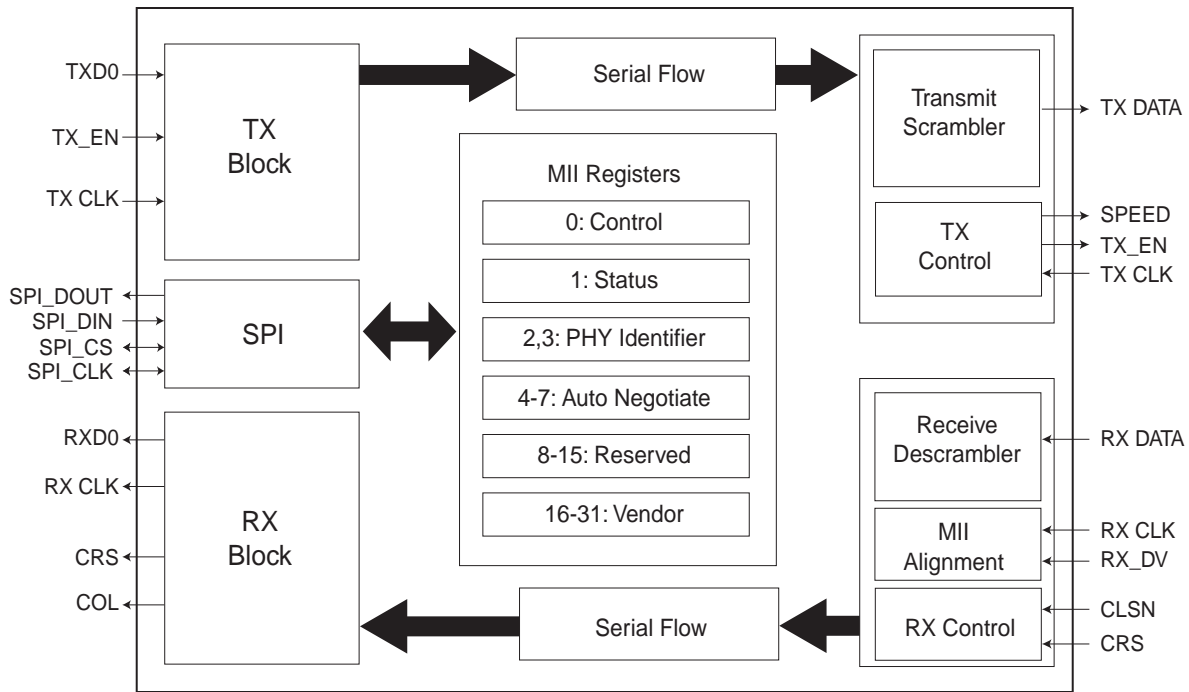 TXD0
TX_EN
TX CLK
TX
Block
Serial Flow
Transmit
Scrambler
TX DATA
TX
Control
SPEED
TX_EN
TX CLK
MII Registers
0: Control
1: Status
2,3: PHY Identifier
4-7: Auto Negotiate
8-15: Reserved
16-31: Vendor
SPI_DOUT
SPI_DIN
SPI_CS
SPI_CLK
SPI
RXD0
RX CLK
CRS
COL
RX
Block
Serial Flow
Receive
Descrambler
RX DATA
MII
Alignment
RX CLK
RX_DV
RX Control
CLSN
CRS